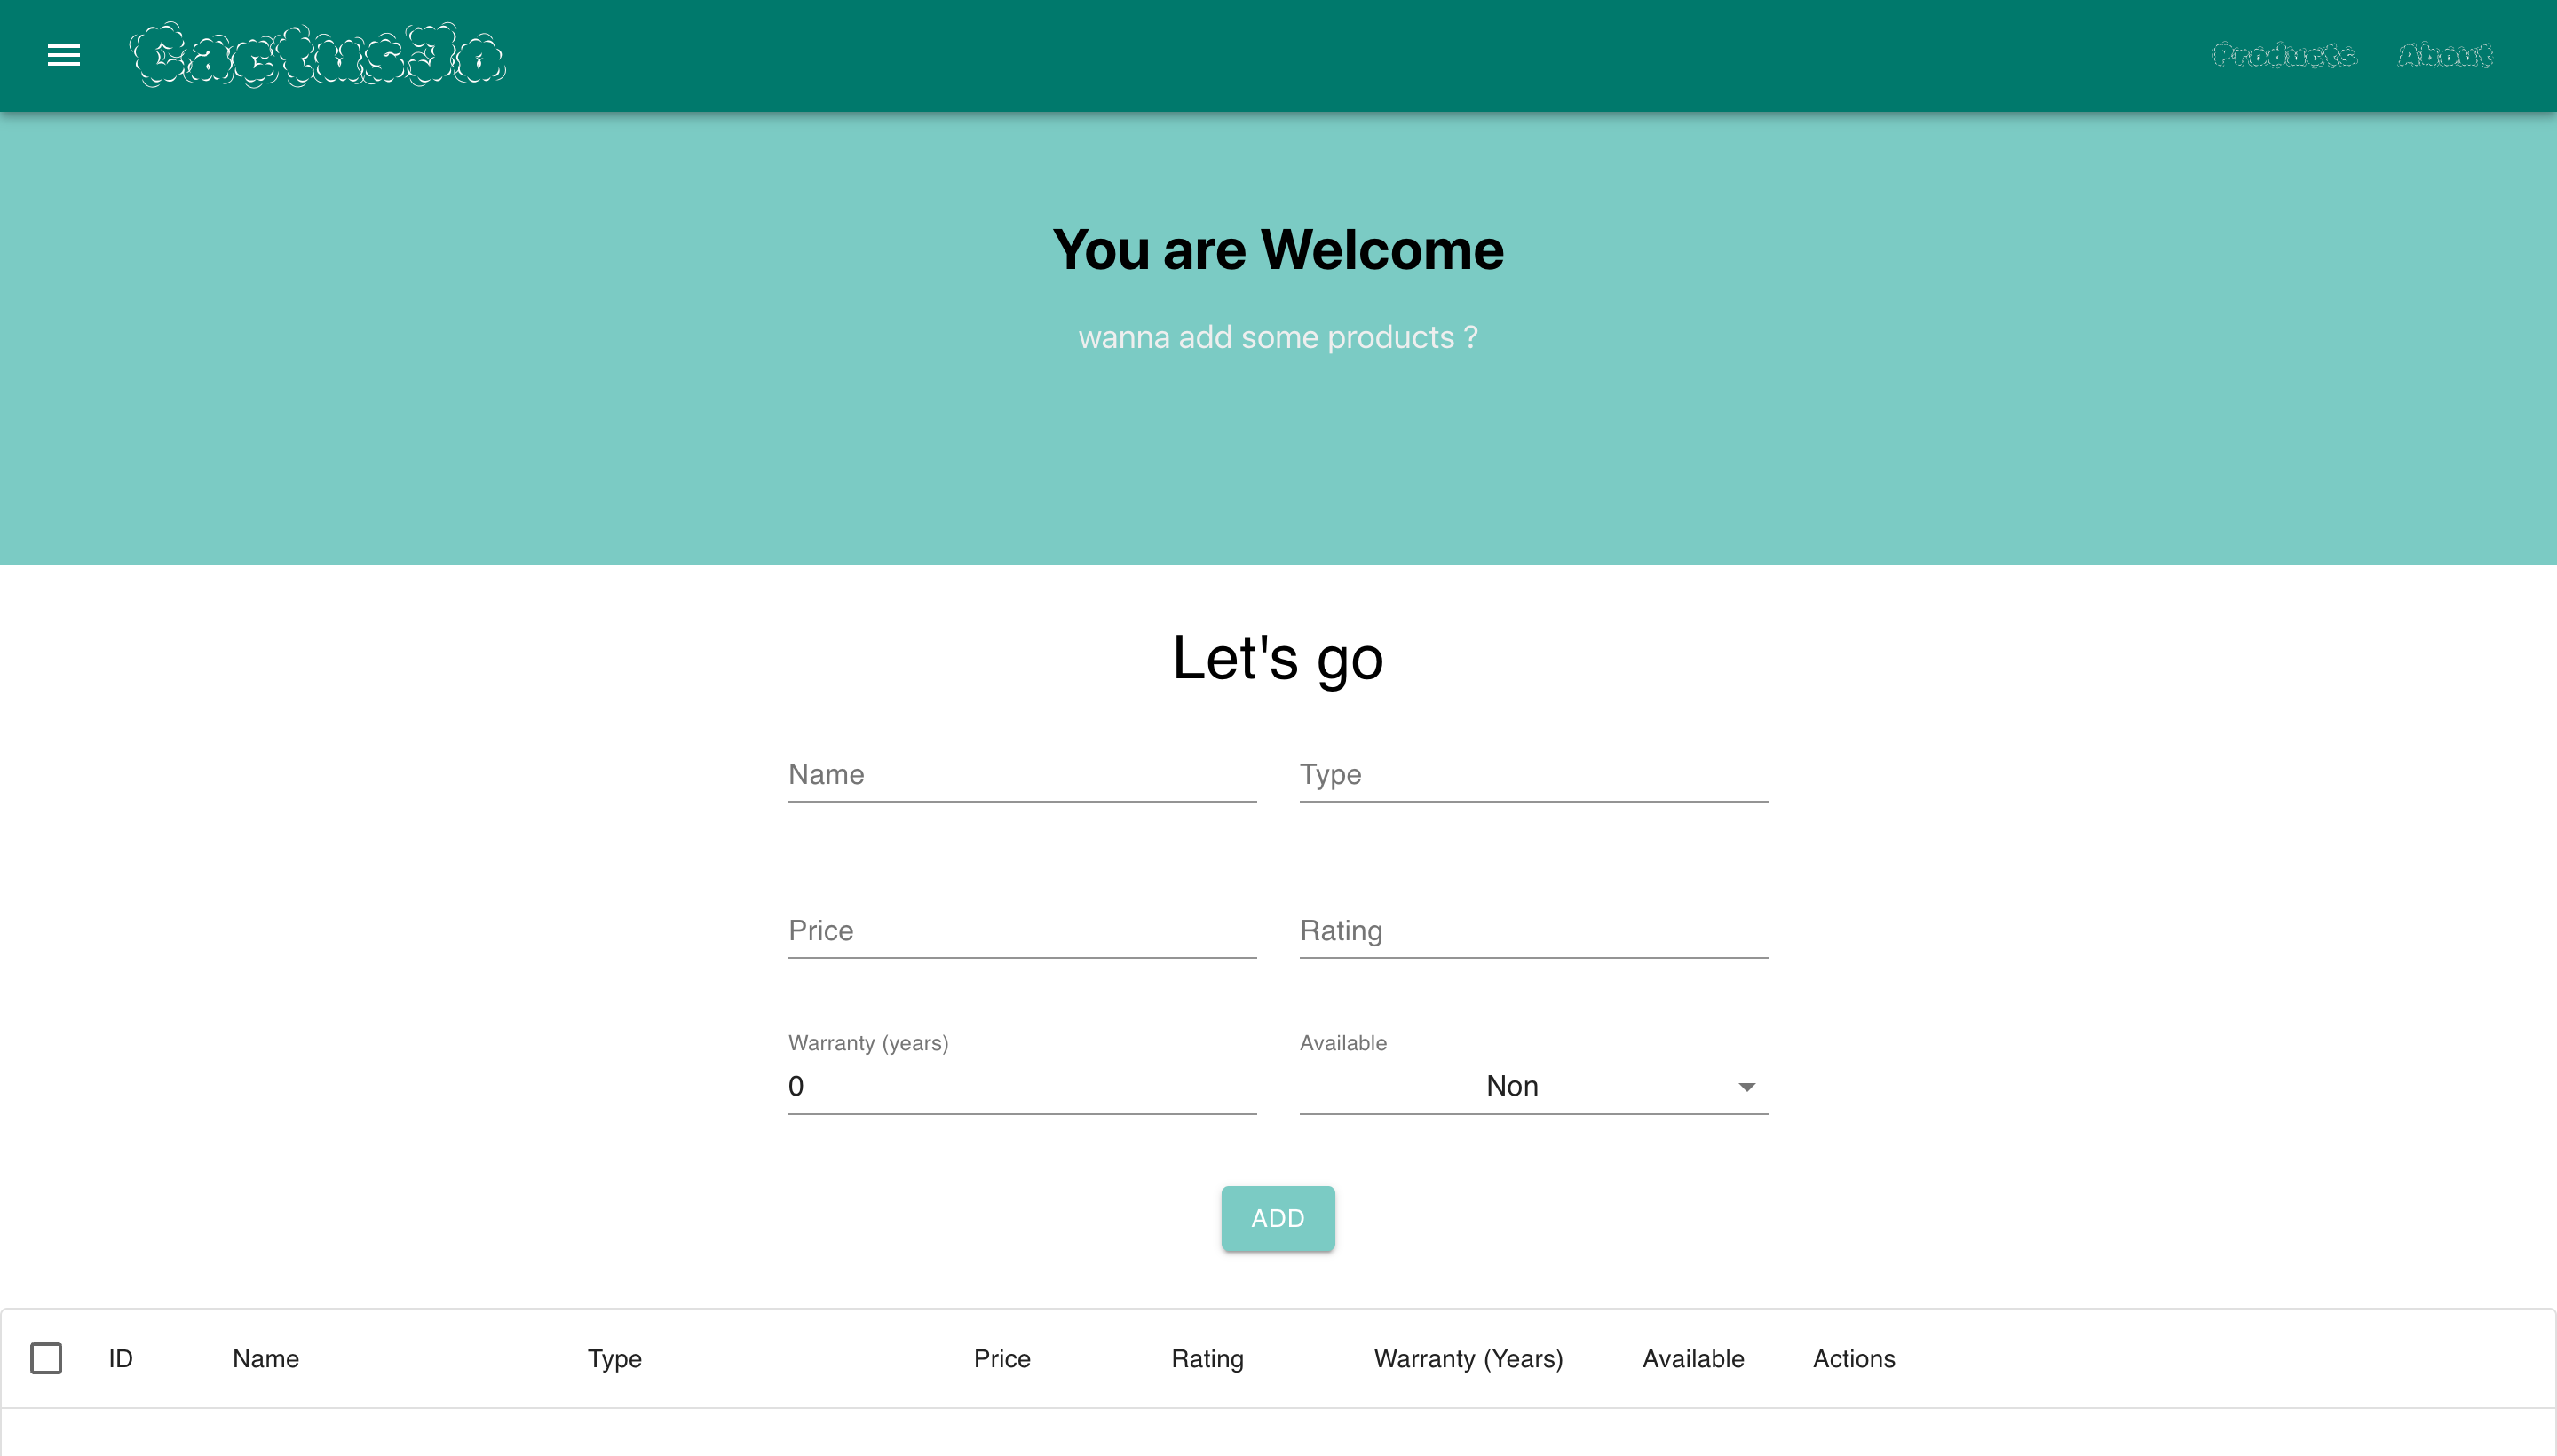 CactusJo Products About
You are Welcome
wanna add some products ?
Let's go
Name Type
Price Rating
Warranty (years) Available
0 Non
ADD
ID Name Type Price Rating Warranty (Years) Available Actions